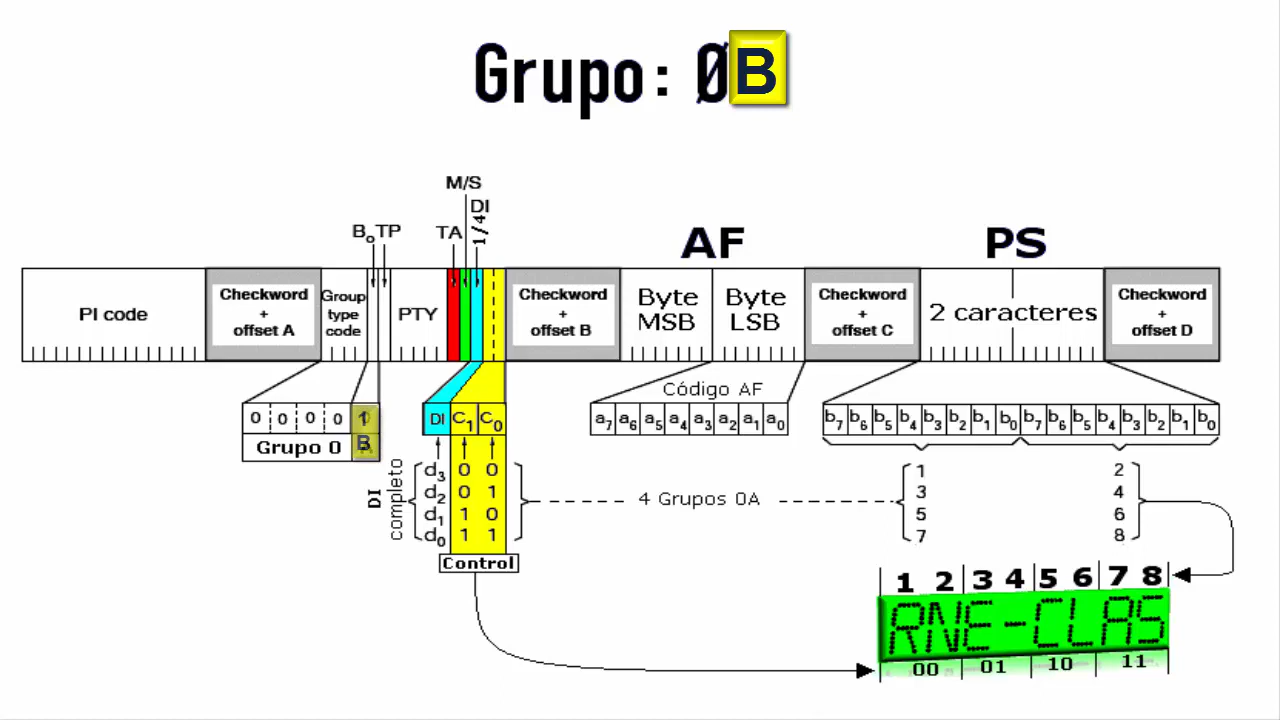 Grupo: 0B
M/S
DI
1/4
B₀ TP
TA
AF
PS
PI code
Checkword
+
offset A
Group
type
code
PTY
Checkword
+
offset B
Byte
MSB
Byte
LSB
Checkword
+
offset C
2 caracteres
Checkword
+
offset D
Código AF
0 0 0 0 1
Grupo 0 B
DI C₁ C₀
a₇ a₆ a₅ a₄ a₃ a₂ a₁ a₀
b₇ b₆ b₅ b₄ b₃ b₂ b₁ b₀ b₇ b₆ b₅ b₄ b₃ b₂ b₁ b₀
DI
completo
d₃ 0 0
d₂ 0 1
d₁ 1 0
d₀ 1 1
4 Grupos 0A
1 2
3 4
5 6
7 8
Control
1 2 3 4 5 6 7 8
RNE-CLAS
00 01 10 11